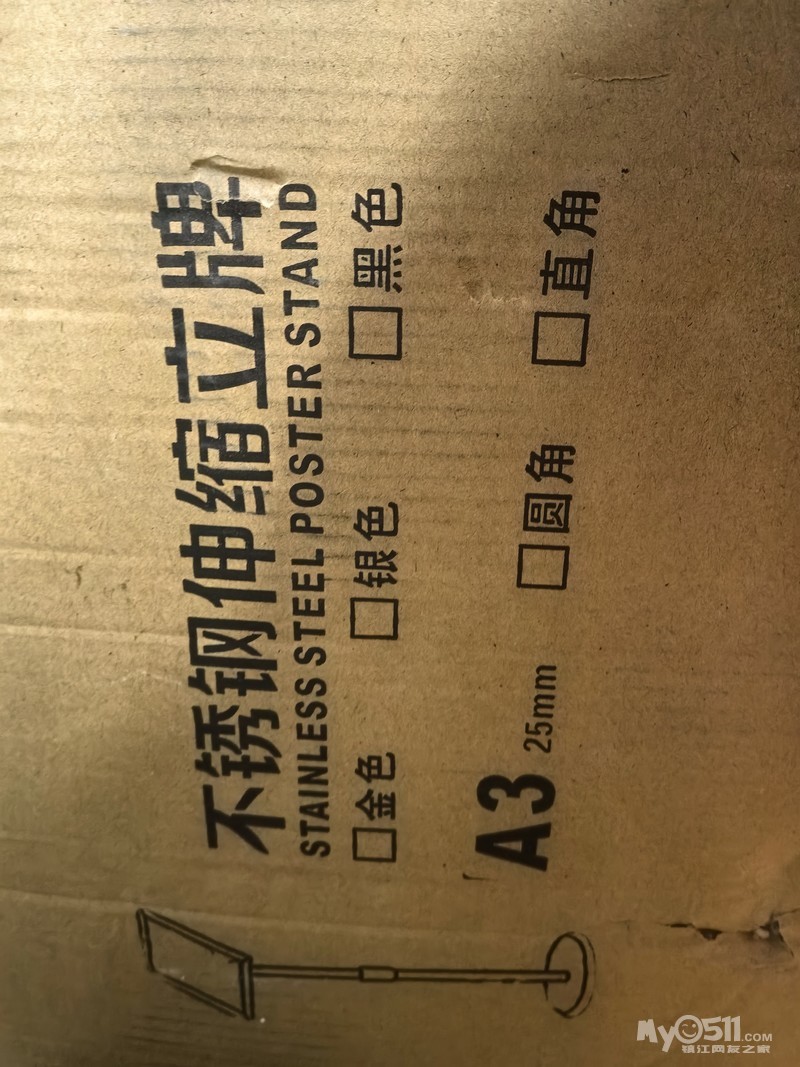 不锈钢伸缩立牌
STAINLESS STEEL POSTER STAND
□金色 □银色 □黑色
A3 25mm □圆角 □直角
My0511.COM
镇江网友之家